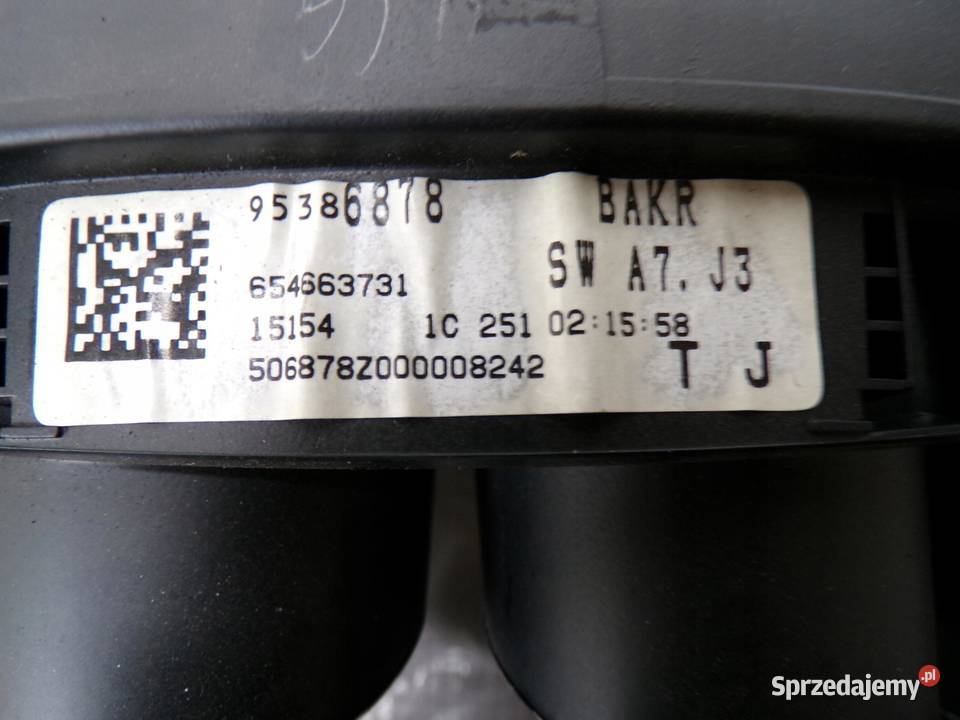 95386878 BAKR
SW A7. J3
654663731
15154 1C 251 02:15:58
506878Z000008242
T J
Sprzedajemy.pl